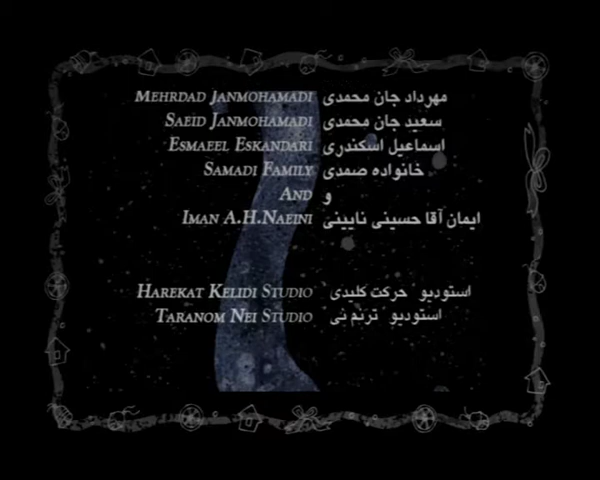 MEHRDAD JANMOHAMADI مهرداد جان محمدی
SAEID JANMOHAMADI سعید جان محمدی
ESMAEEL ESKANDARI اسماعیل اسکندری
SAMADI FAMILY خانواده صمدی
AND و
IMAN A.H.NAEINI ایمان آقا حسینی نایینی
HAREKAT KELIDI STUDIO استودیو حرکت کلیدی
TARANOM NEI STUDIO استودیو ترنم نی